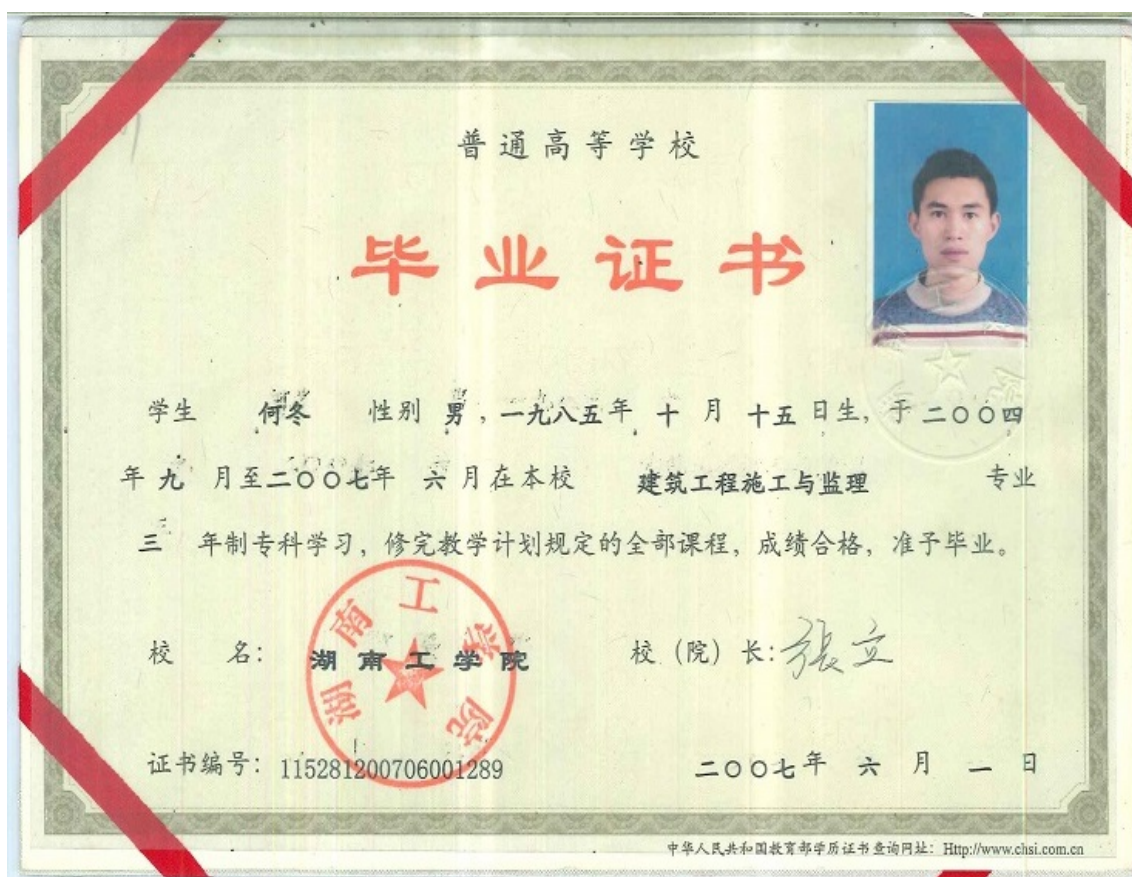 普通高等学校
毕业证书
学生 何冬 性别 男，一九八五年 十 月 十五 日生，于 二〇〇四
年 九 月至二〇〇七年 六 月在本校 建筑工程施工与监理 专业
三 年制专科学习，修完教学计划规定的全部课程，成绩合格，准予毕业。
校 名： 湖南工学院 校（院）长：張立
湖南工学院
证书编号：115281200706001289 二〇〇七年 六 月 一 日
中华人民共和国教育部学历证书查询网址：Http://www.chsi.com.cn